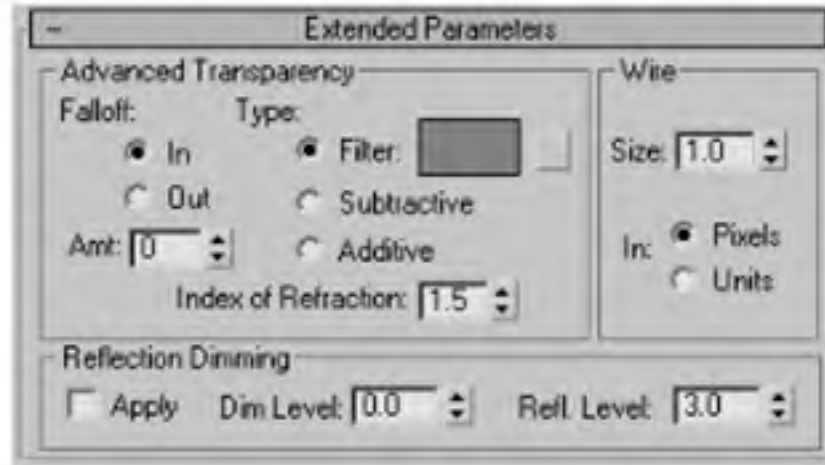 Extended Parameters
Advanced Transparency
Falloff:
Type:
In
Filter:
Out
Subtractive
Amt: 0
Additive
Index of Refraction: 1.5
Wire
Size: 1.0
In:
Pixels
Units
Reflection Dimming
Apply
Dim Level: 0.0
Refl. Level: 3.0